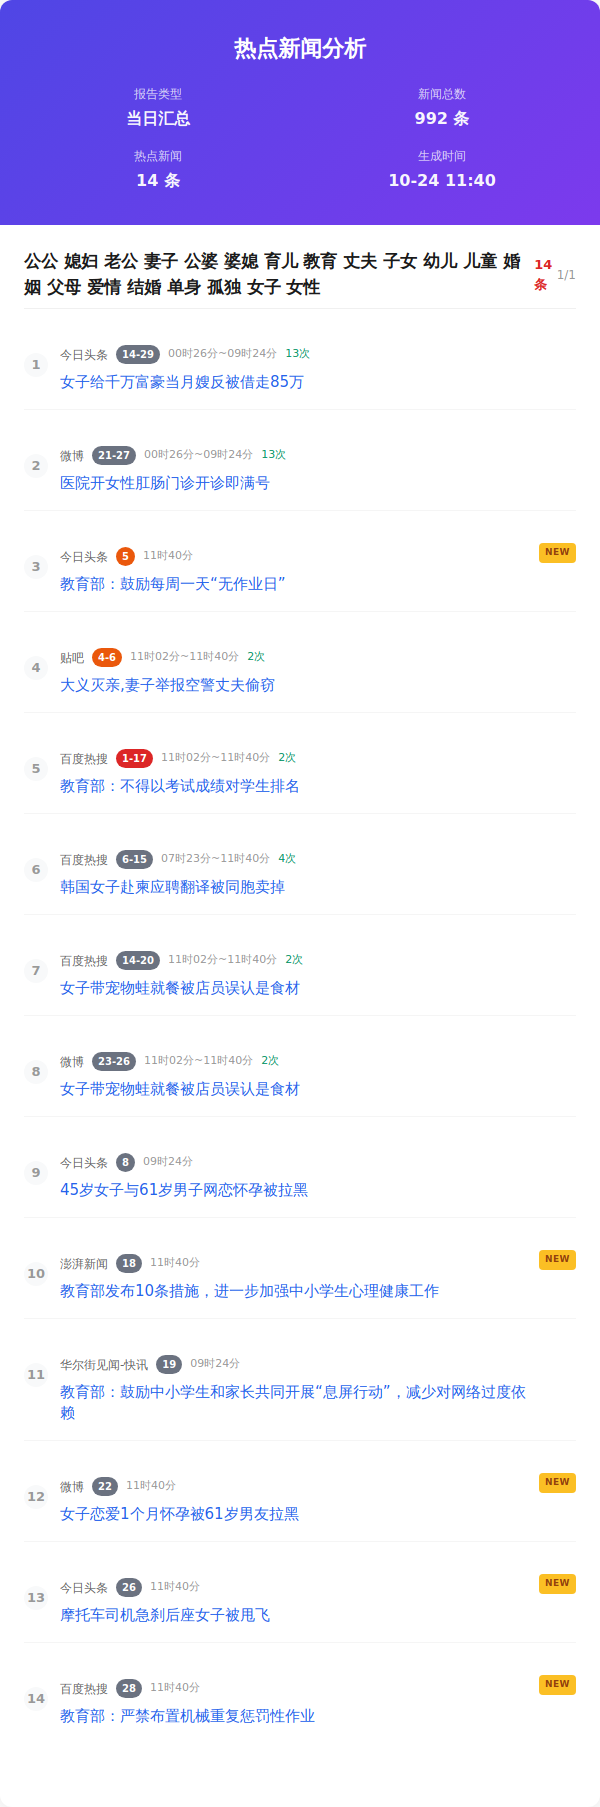 热点新闻分析
报告类型
新闻总数
当日汇总
992 条
热点新闻
生成时间
14 条
10-24 11:40
公公 媳妇 老公 妻子 公婆 婆媳 育儿 教育 丈夫 子女 幼儿 儿童 婚
姻 父母 爱情 结婚 单身 孤独 女子 女性
14
条
1/1
1
今日头条 14-29 00时26分~09时24分 13次
女子给千万富豪当月嫂反被借走85万
2
微博 21-27 00时26分~09时24分 13次
医院开女性肛肠门诊开诊即满号
3
今日头条 5 11时40分
NEW
教育部：鼓励每周一天“无作业日”
4
贴吧 4-6 11时02分~11时40分 2次
大义灭亲,妻子举报空警丈夫偷窃
5
百度热搜 1-17 11时02分~11时40分 2次
教育部：不得以考试成绩对学生排名
6
百度热搜 6-15 07时23分~11时40分 4次
韩国女子赴柬应聘翻译被同胞卖掉
7
百度热搜 14-20 11时02分~11时40分 2次
女子带宠物蛙就餐被店员误认是食材
8
微博 23-26 11时02分~11时40分 2次
女子带宠物蛙就餐被店员误认是食材
9
今日头条 8 09时24分
45岁女子与61岁男子网恋怀孕被拉黑
10
澎湃新闻 18 11时40分
NEW
教育部发布10条措施，进一步加强中小学生心理健康工作
11
华尔街见闻-快讯 19 09时24分
教育部：鼓励中小学生和家长共同开展“息屏行动”，减少对网络过度依
赖
12
微博 22 11时40分
NEW
女子恋爱1个月怀孕被61岁男友拉黑
13
今日头条 26 11时40分
NEW
摩托车司机急刹后座女子被甩飞
14
百度热搜 28 11时40分
NEW
教育部：严禁布置机械重复惩罚性作业